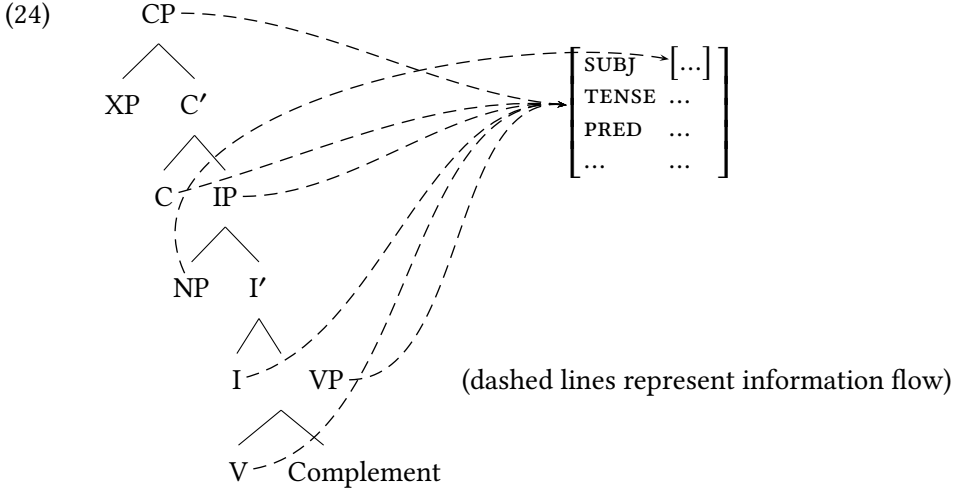 (24) CP
XP C′
C IP
NP I′
I VP
V Complement
SUBJ [...]
TENSE ...
PRED ...
... ...
(dashed lines represent information flow)